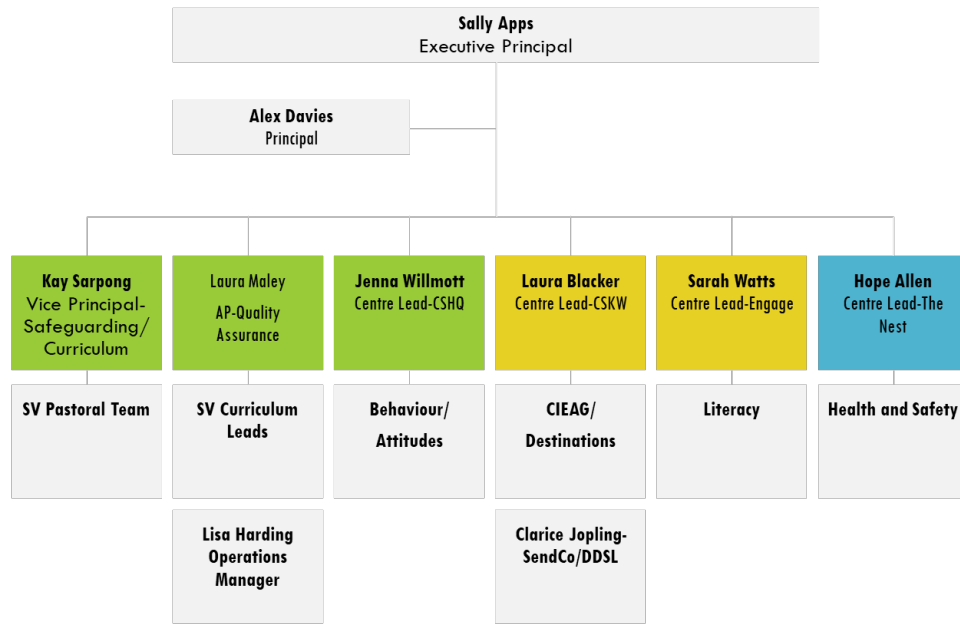 Sally Apps
Executive Principal
Alex Davies
Principal
Kay Sarpong
Vice Principal-
Safeguarding/
Curriculum
Laura Maley
AP-Quality
Assurance
Jenna Willmott
Centre Lead-CSHQ
Laura Blacker
Centre Lead-CSKW
Sarah Watts
Centre Lead-Engage
Hope Allen
Centre Lead-The
Nest
SV Pastoral Team
SV Curriculum
Leads
Behaviour/
Attitudes
CIEAG/
Destinations
Literacy
Health and Safety
Lisa Harding
Operations
Manager
Clarice Jopling-
SendCo/DDSL